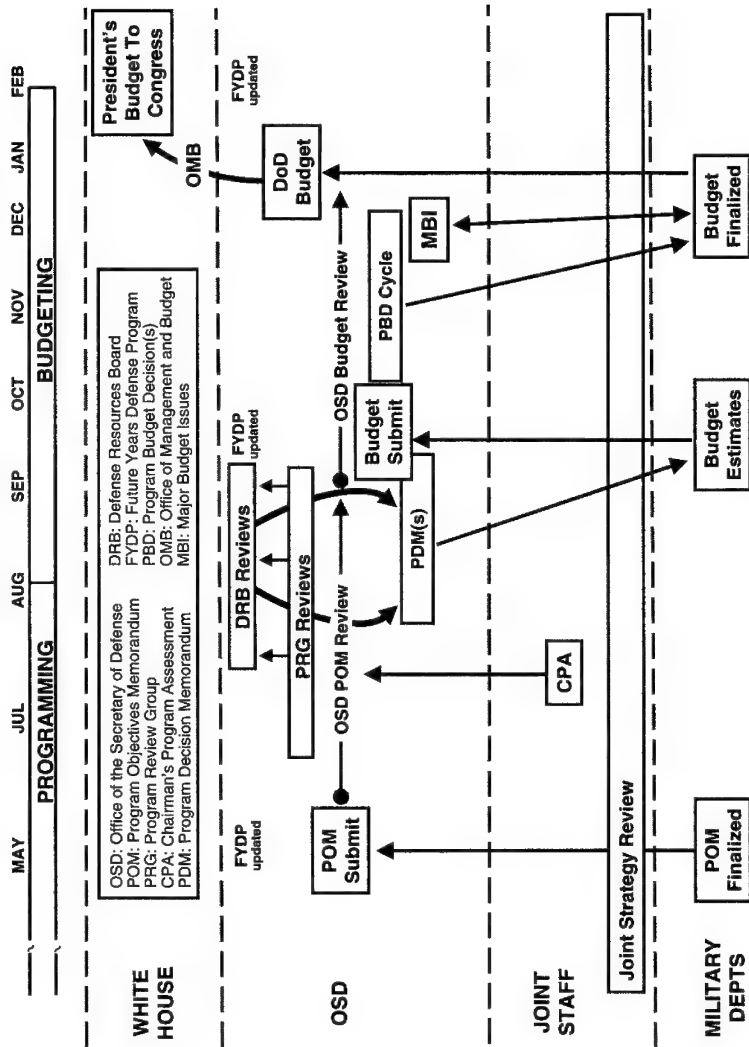 MAY
JUL
AUG
SEP
OCT
NOV
DEC
JAN
FEB
PROGRAMMING
BUDGETING
WHITE
HOUSE
OSD: Office of the Secretary of Defense
POM: Program Objectives Memorandum
PRG: Program Review Group
CPA: Chairman's Program Assessment
PDM: Program Decision Memorandum
DRB: Defense Resources Board
FYDP: Future Years Defense Program
PBD: Program Budget Decision(s)
OMB: Office of Management and Budget
MBI: Major Budget Issues
President's
Budget To
Congress
OMB
OSD
FYDP
updated
FYDP
updated
FYDP
updated
DRB Reviews
PRG Reviews
POM
Submit
OSD POM Review
OSD Budget Review
DoD
Budget
PDM(s)
Budget
Submit
PBD Cycle
MBI
JOINT
STAFF
CPA
Joint Strategy Review
MILITARY
DEPTS
POM
Finalized
Budget
Estimates
Budget
Finalized